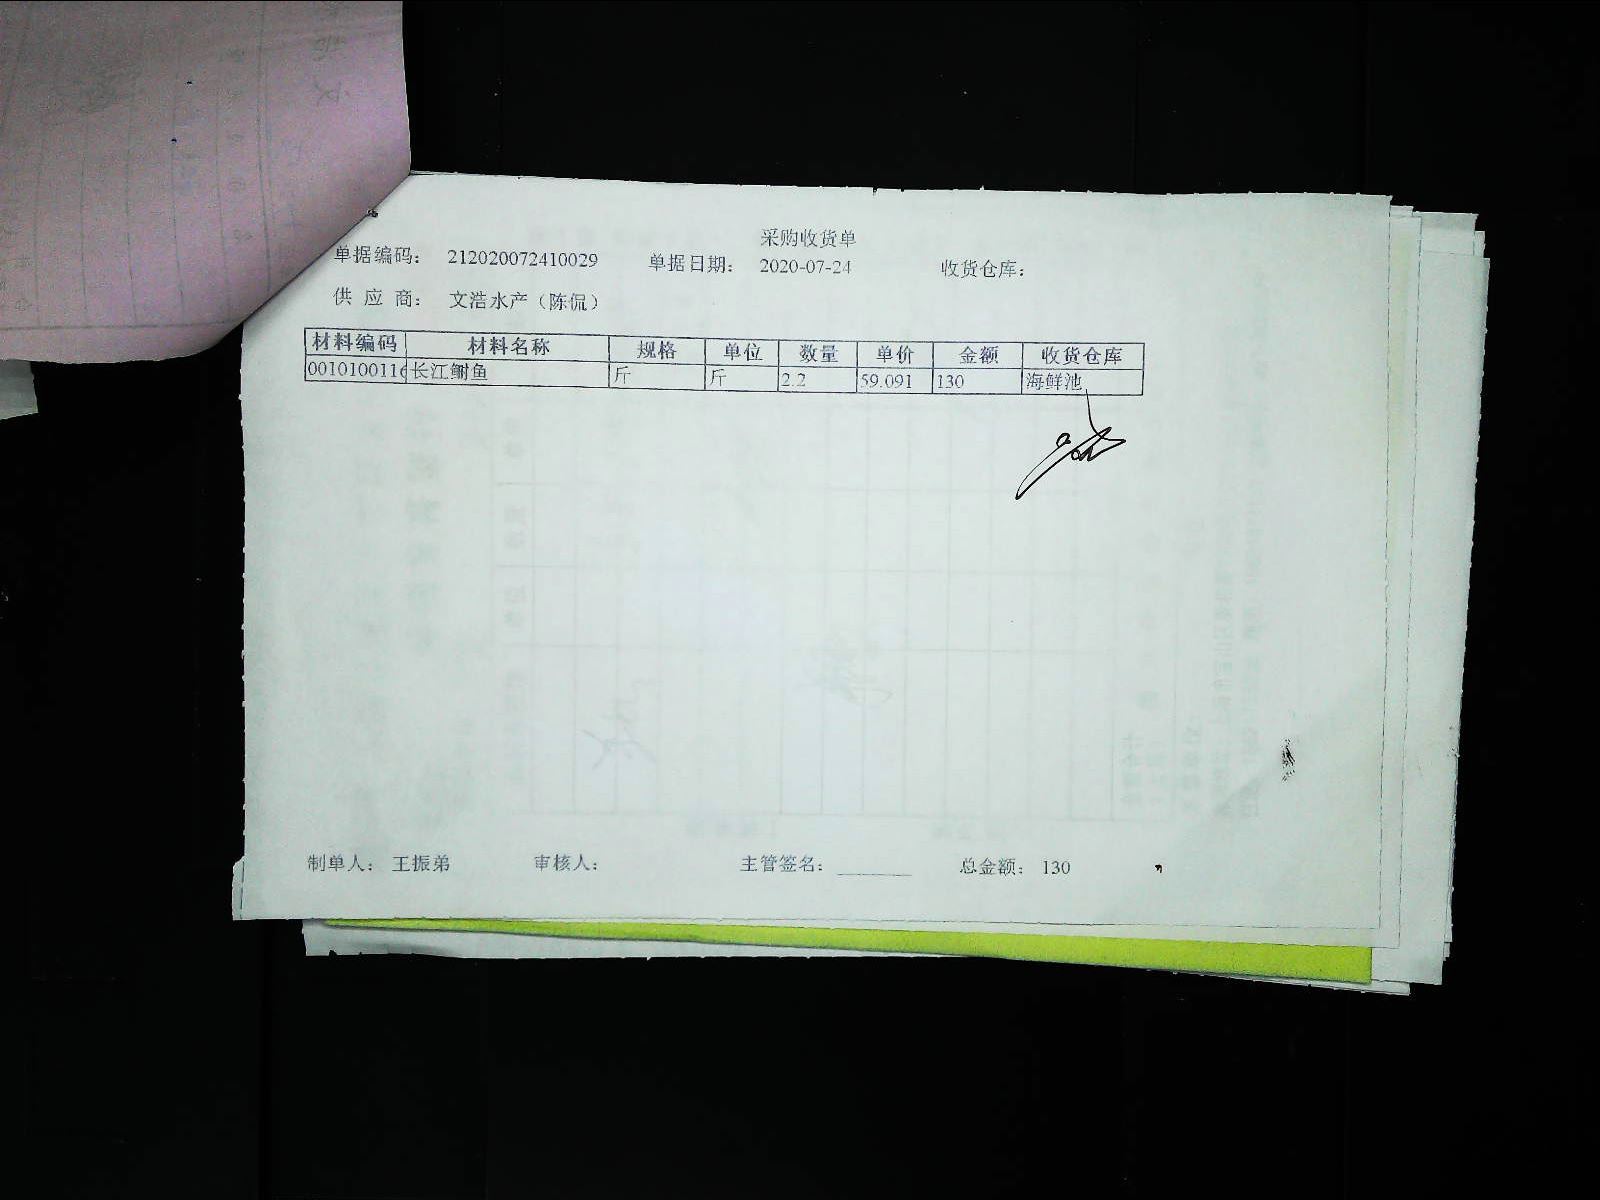 采购收货单
单据编码： 212020072410029 单据日期： 2020-07-24 收货仓库：
供 应 商： 文浩水产（陈侃）
材料编码 材料名称 规格 单位 数量 单价 金额 收货仓库
0010100116 长江鲥鱼 斤 斤 2.2 59.091 130 海鲜池
制单人： 王振弟 审核人： 主管签名： 总金额： 130